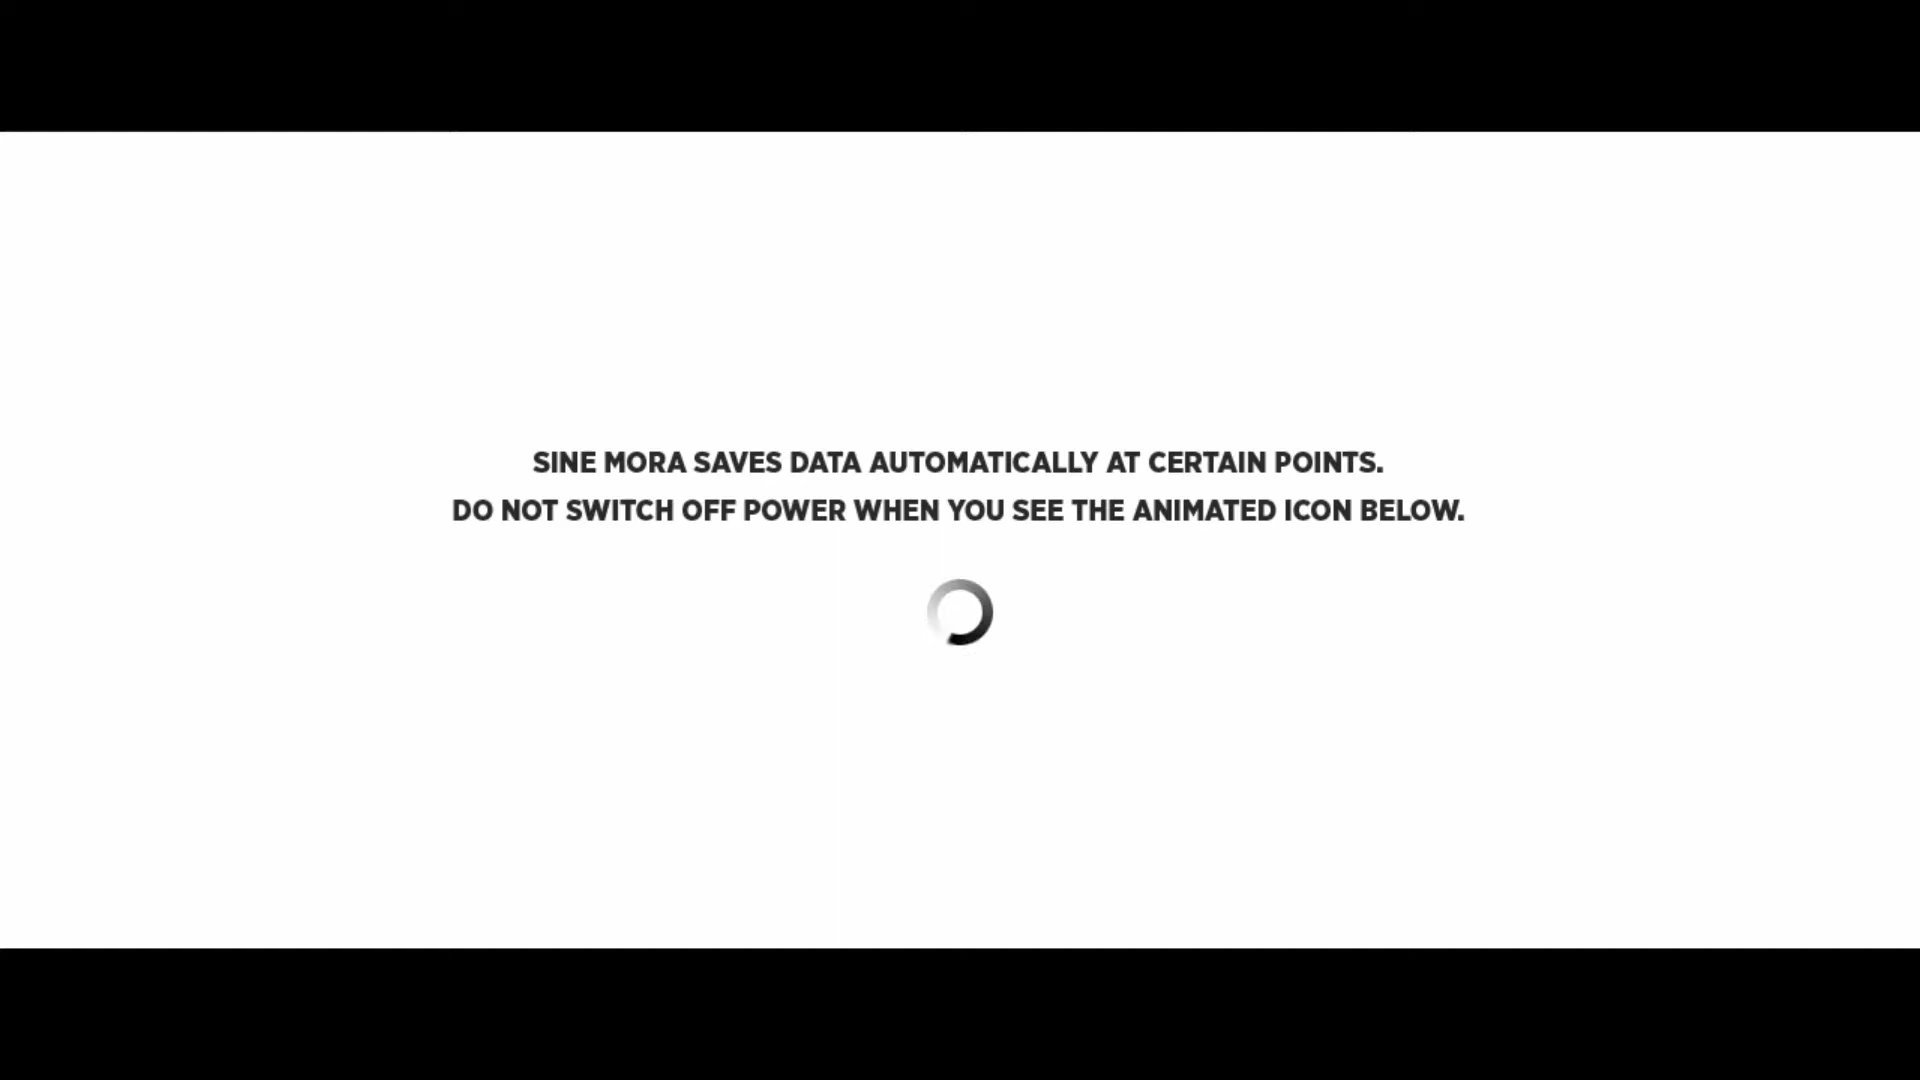 SINE MORA SAVES DATA AUTOMATICALLY AT CERTAIN POINTS.
DO NOT SWITCH OFF POWER WHEN YOU SEE THE ANIMATED ICON BELOW.